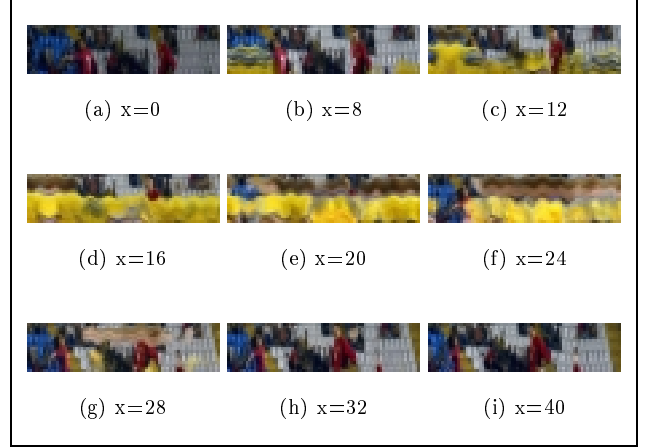 (a) x=0 (b) x=8 (c) x=12
(d) x=16 (e) x=20 (f) x=24
(g) x=28 (h) x=32 (i) x=40